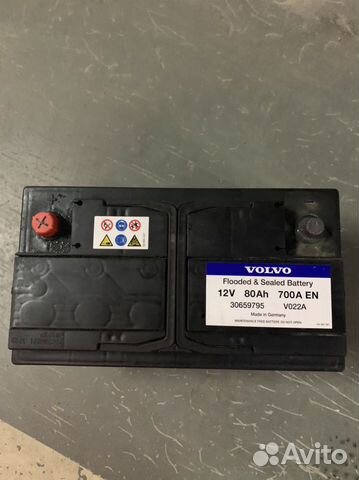 VOLVO
Flooded & Sealed Battery
12V 80Ah 700A EN
30659795 V022A
Made in Germany
MAINTENANCE FREE BATTERY DO NOT OPEN
Avito